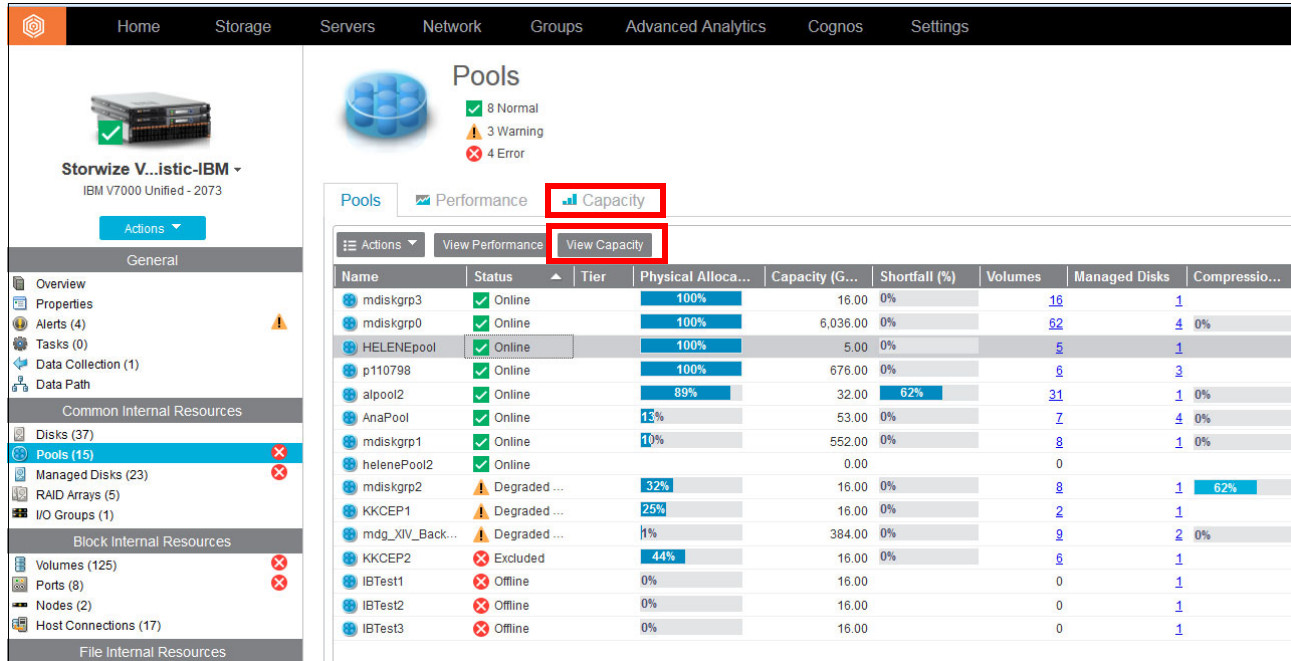 Home Storage Servers Network Groups Advanced Analytics Cognos Settings
Storwize V...istic-IBM
IBM V7000 Unified - 2073
Actions
General
Overview
Properties
Alerts (4)
Tasks (0)
Data Collection (1)
Data Path
Common Internal Resources
Disks (37)
Pools (15)
Managed Disks (23)
RAID Arrays (5)
I/O Groups (1)
Block Internal Resources
Volumes (125)
Ports (8)
Nodes (2)
Host Connections (17)
File Internal Resources
Pools
8 Normal
3 Warning
4 Error
Pools Performance Capacity
Actions View Performance View Capacity
Name Status Tier Physical Alloca... Capacity (G... Shortfall (%) Volumes Managed Disks Compressio...
mdiskgrp3 Online 100% 16.00 0% 16 1
mdiskgrp0 Online 100% 6,036.00 0% 62 4 0%
HELENEpool Online 100% 5.00 0% 5 1
p110798 Online 100% 676.00 0% 6 3
alpool2 Online 89% 32.00 62% 31 1 0%
AnaPool Online 13% 53.00 0% 7 4 0%
mdiskgrp1 Online 10% 552.00 0% 8 1 0%
helenePool2 Online 0.00 0
mdiskgrp2 Degraded ... 32% 16.00 0% 8 1 62%
KKCEP1 Degraded ... 25% 16.00 0% 2 1
mdg_XIV_Back... Degraded ... 1% 384.00 0% 9 2 0%
KKCEP2 Excluded 44% 16.00 0% 6 1
IBTest1 Offline 0% 16.00 0 1
IBTest2 Offline 0% 16.00 0 1
IBTest3 Offline 0% 16.00 0 1